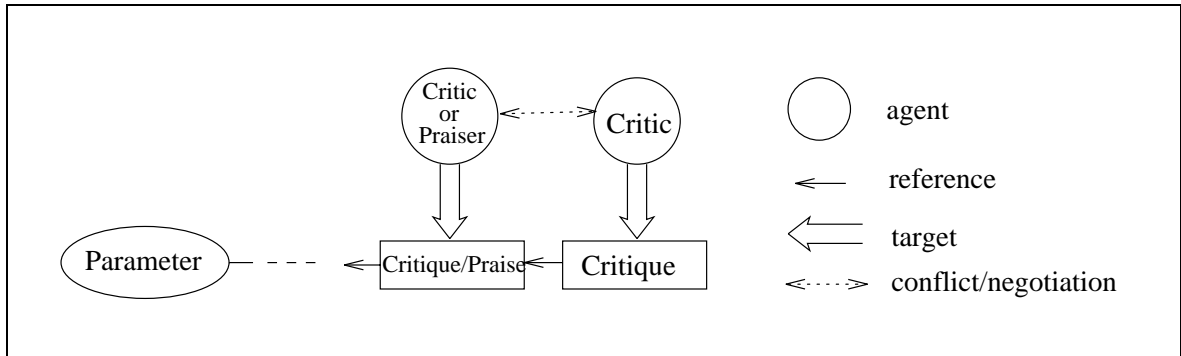 Critic
or
Praiser
Critic
agent
reference
Parameter
Critique/Praise
Critique
target
conflict/negotiation